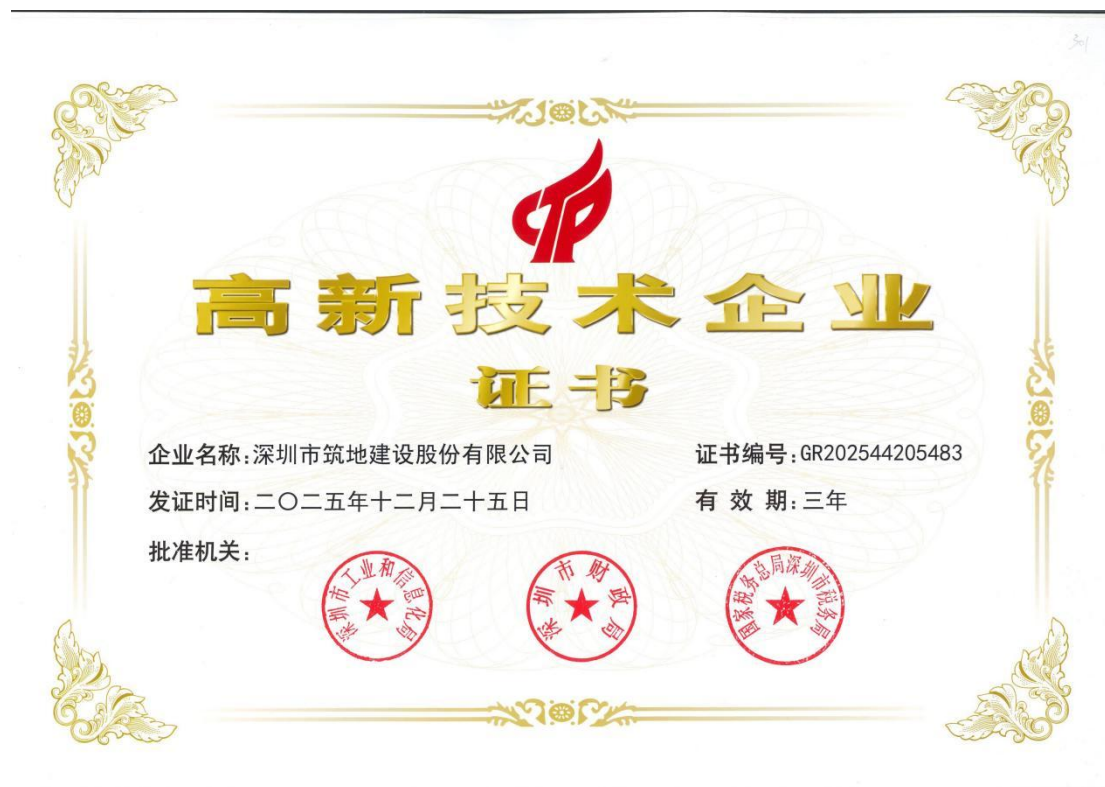 高新技术企业
证书
企业名称:深圳市筑地建设股份有限公司
证书编号:GR202544205483
发证时间:二〇二五年十二月二十五日
有 效 期:三年
批准机关:
深圳市工业和信息化局
深圳市财政局
国家税务总局深圳市税务局